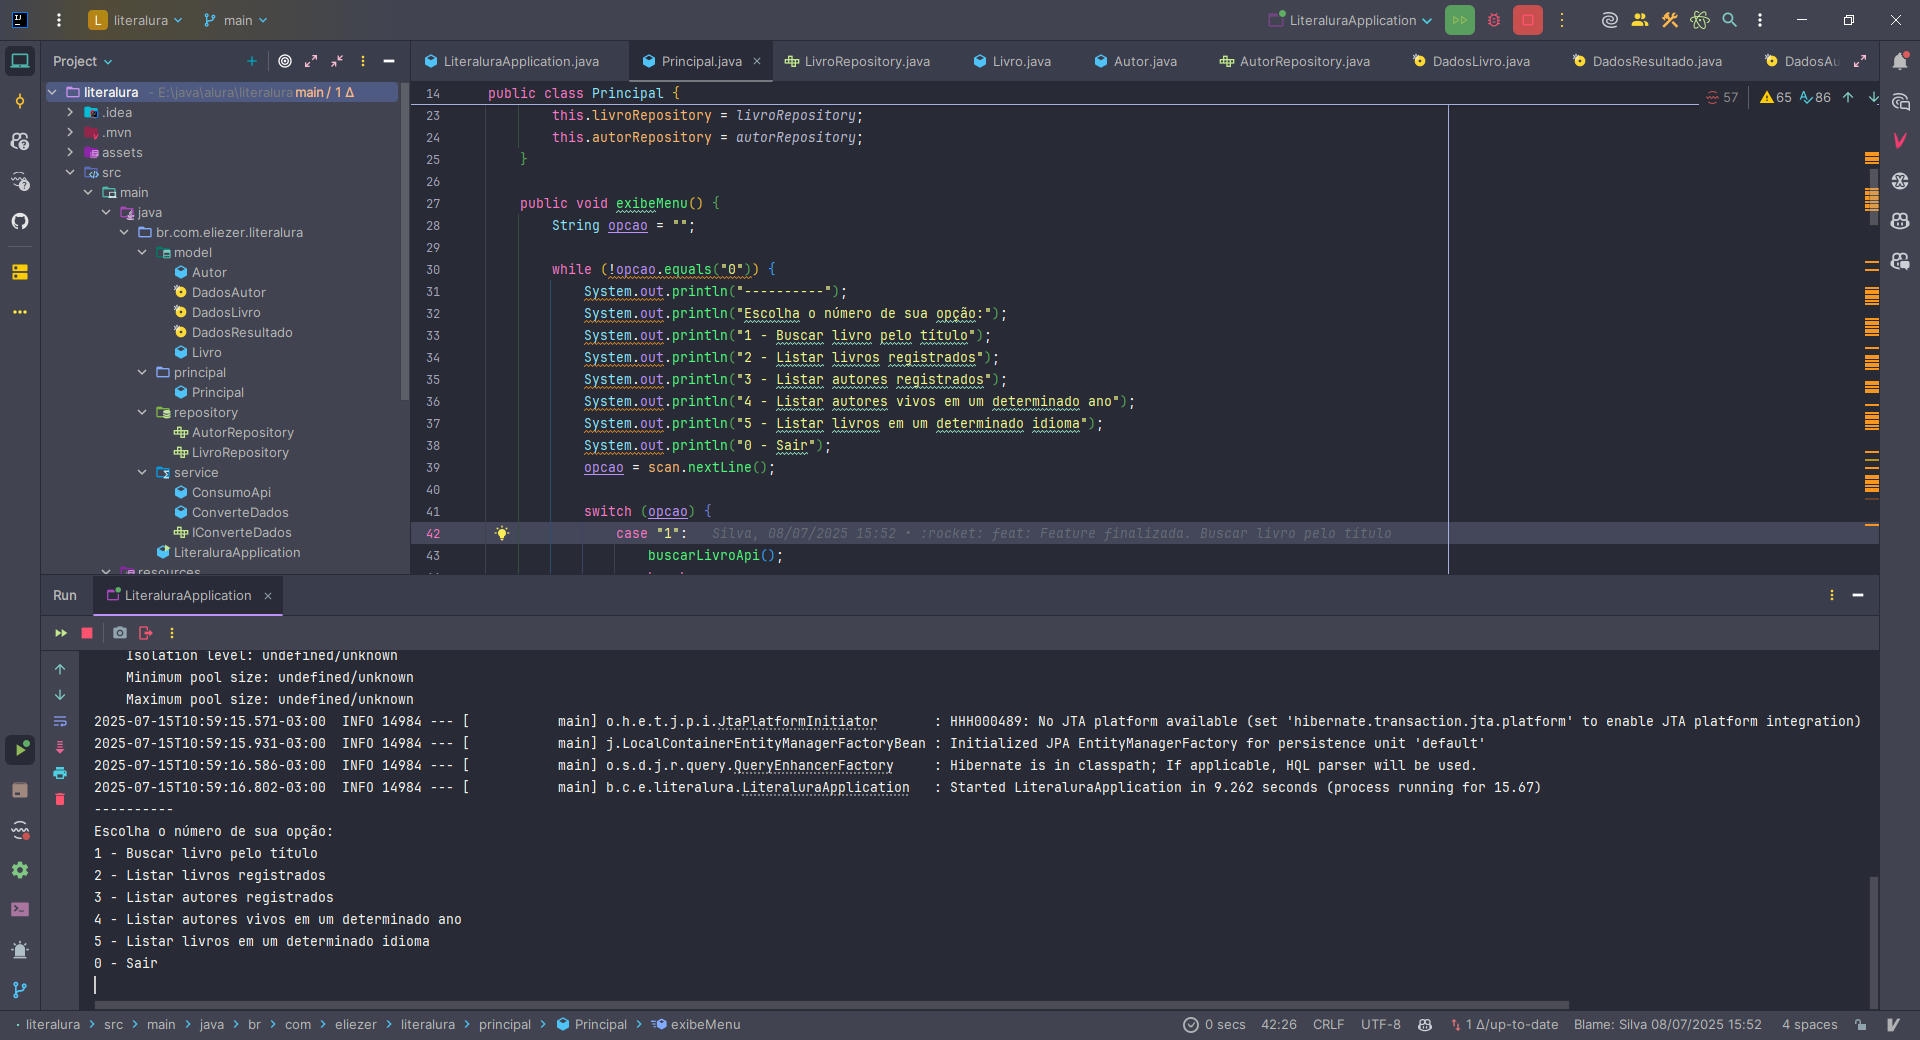 L literalura main LiteraluraApplication
Project
LiteraluraApplication.java Principal.java LivroRepository.java Livro.java Autor.java AutorRepository.java DadosLivro.java DadosResultado.java DadosAu
literalura - E:\java\alura\literalura main / 1 Δ
.idea
.mvn
assets
src
main
java
br.com.eliezer.literalura
model
Autor
DadosAutor
DadosLivro
DadosResultado
Livro
principal
Principal
repository
AutorRepository
LivroRepository
service
ConsumoApi
ConverteDados
IConverteDados
LiteraluraApplication
resources
57 65 86
14 public class Principal {
23 this.livroRepository = livroRepository;
24 this.autorRepository = autorRepository;
25 }
26
27 public void exibeMenu() {
28 String opcao = "";
29
30 while (!opcao.equals("0")) {
31 System.out.println("----------");
32 System.out.println("Escolha o número de sua opção:");
33 System.out.println("1 - Buscar livro pelo título");
34 System.out.println("2 - Listar livros registrados");
35 System.out.println("3 - Listar autores registrados");
36 System.out.println("4 - Listar autores vivos em um determinado ano");
37 System.out.println("5 - Listar livros em um determinado idioma");
38 System.out.println("0 - Sair");
39 opcao = scan.nextLine();
40
41 switch (opcao) {
42 case "1": Silva, 08/07/2025 15:52 • :rocket: feat: Feature finalizada. Buscar livro pelo título
43 buscarLivroApi();
Run LiteraluraApplication
Isolation level: undefined/unknown
Minimum pool size: undefined/unknown
Maximum pool size: undefined/unknown
2025-07-15T10:59:15.571-03:00 INFO 14984 --- [ main] o.h.e.t.j.p.i.JtaPlatformInitiator : HHH000489: No JTA platform available (set 'hibernate.transaction.jta.platform' to enable JTA platform integration)
2025-07-15T10:59:15.931-03:00 INFO 14984 --- [ main] j.LocalContainerEntityManagerFactoryBean : Initialized JPA EntityManagerFactory for persistence unit 'default'
2025-07-15T10:59:16.586-03:00 INFO 14984 --- [ main] o.s.d.j.r.query.QueryEnhancerFactory : Hibernate is in classpath; If applicable, HQL parser will be used.
2025-07-15T10:59:16.802-03:00 INFO 14984 --- [ main] b.c.e.literalura.LiteraluraApplication : Started LiteraluraApplication in 9.262 seconds (process running for 15.67)
----------
Escolha o número de sua opção:
1 - Buscar livro pelo título
2 - Listar livros registrados
3 - Listar autores registrados
4 - Listar autores vivos em um determinado ano
5 - Listar livros em um determinado idioma
0 - Sair
literalura > src > main > java > br > com > eliezer > literalura > principal > Principal > exibeMenu 0 secs 42:26 CRLF UTF-8 1 Δ/up-to-date Blame: Silva 08/07/2025 15:52 4 spaces